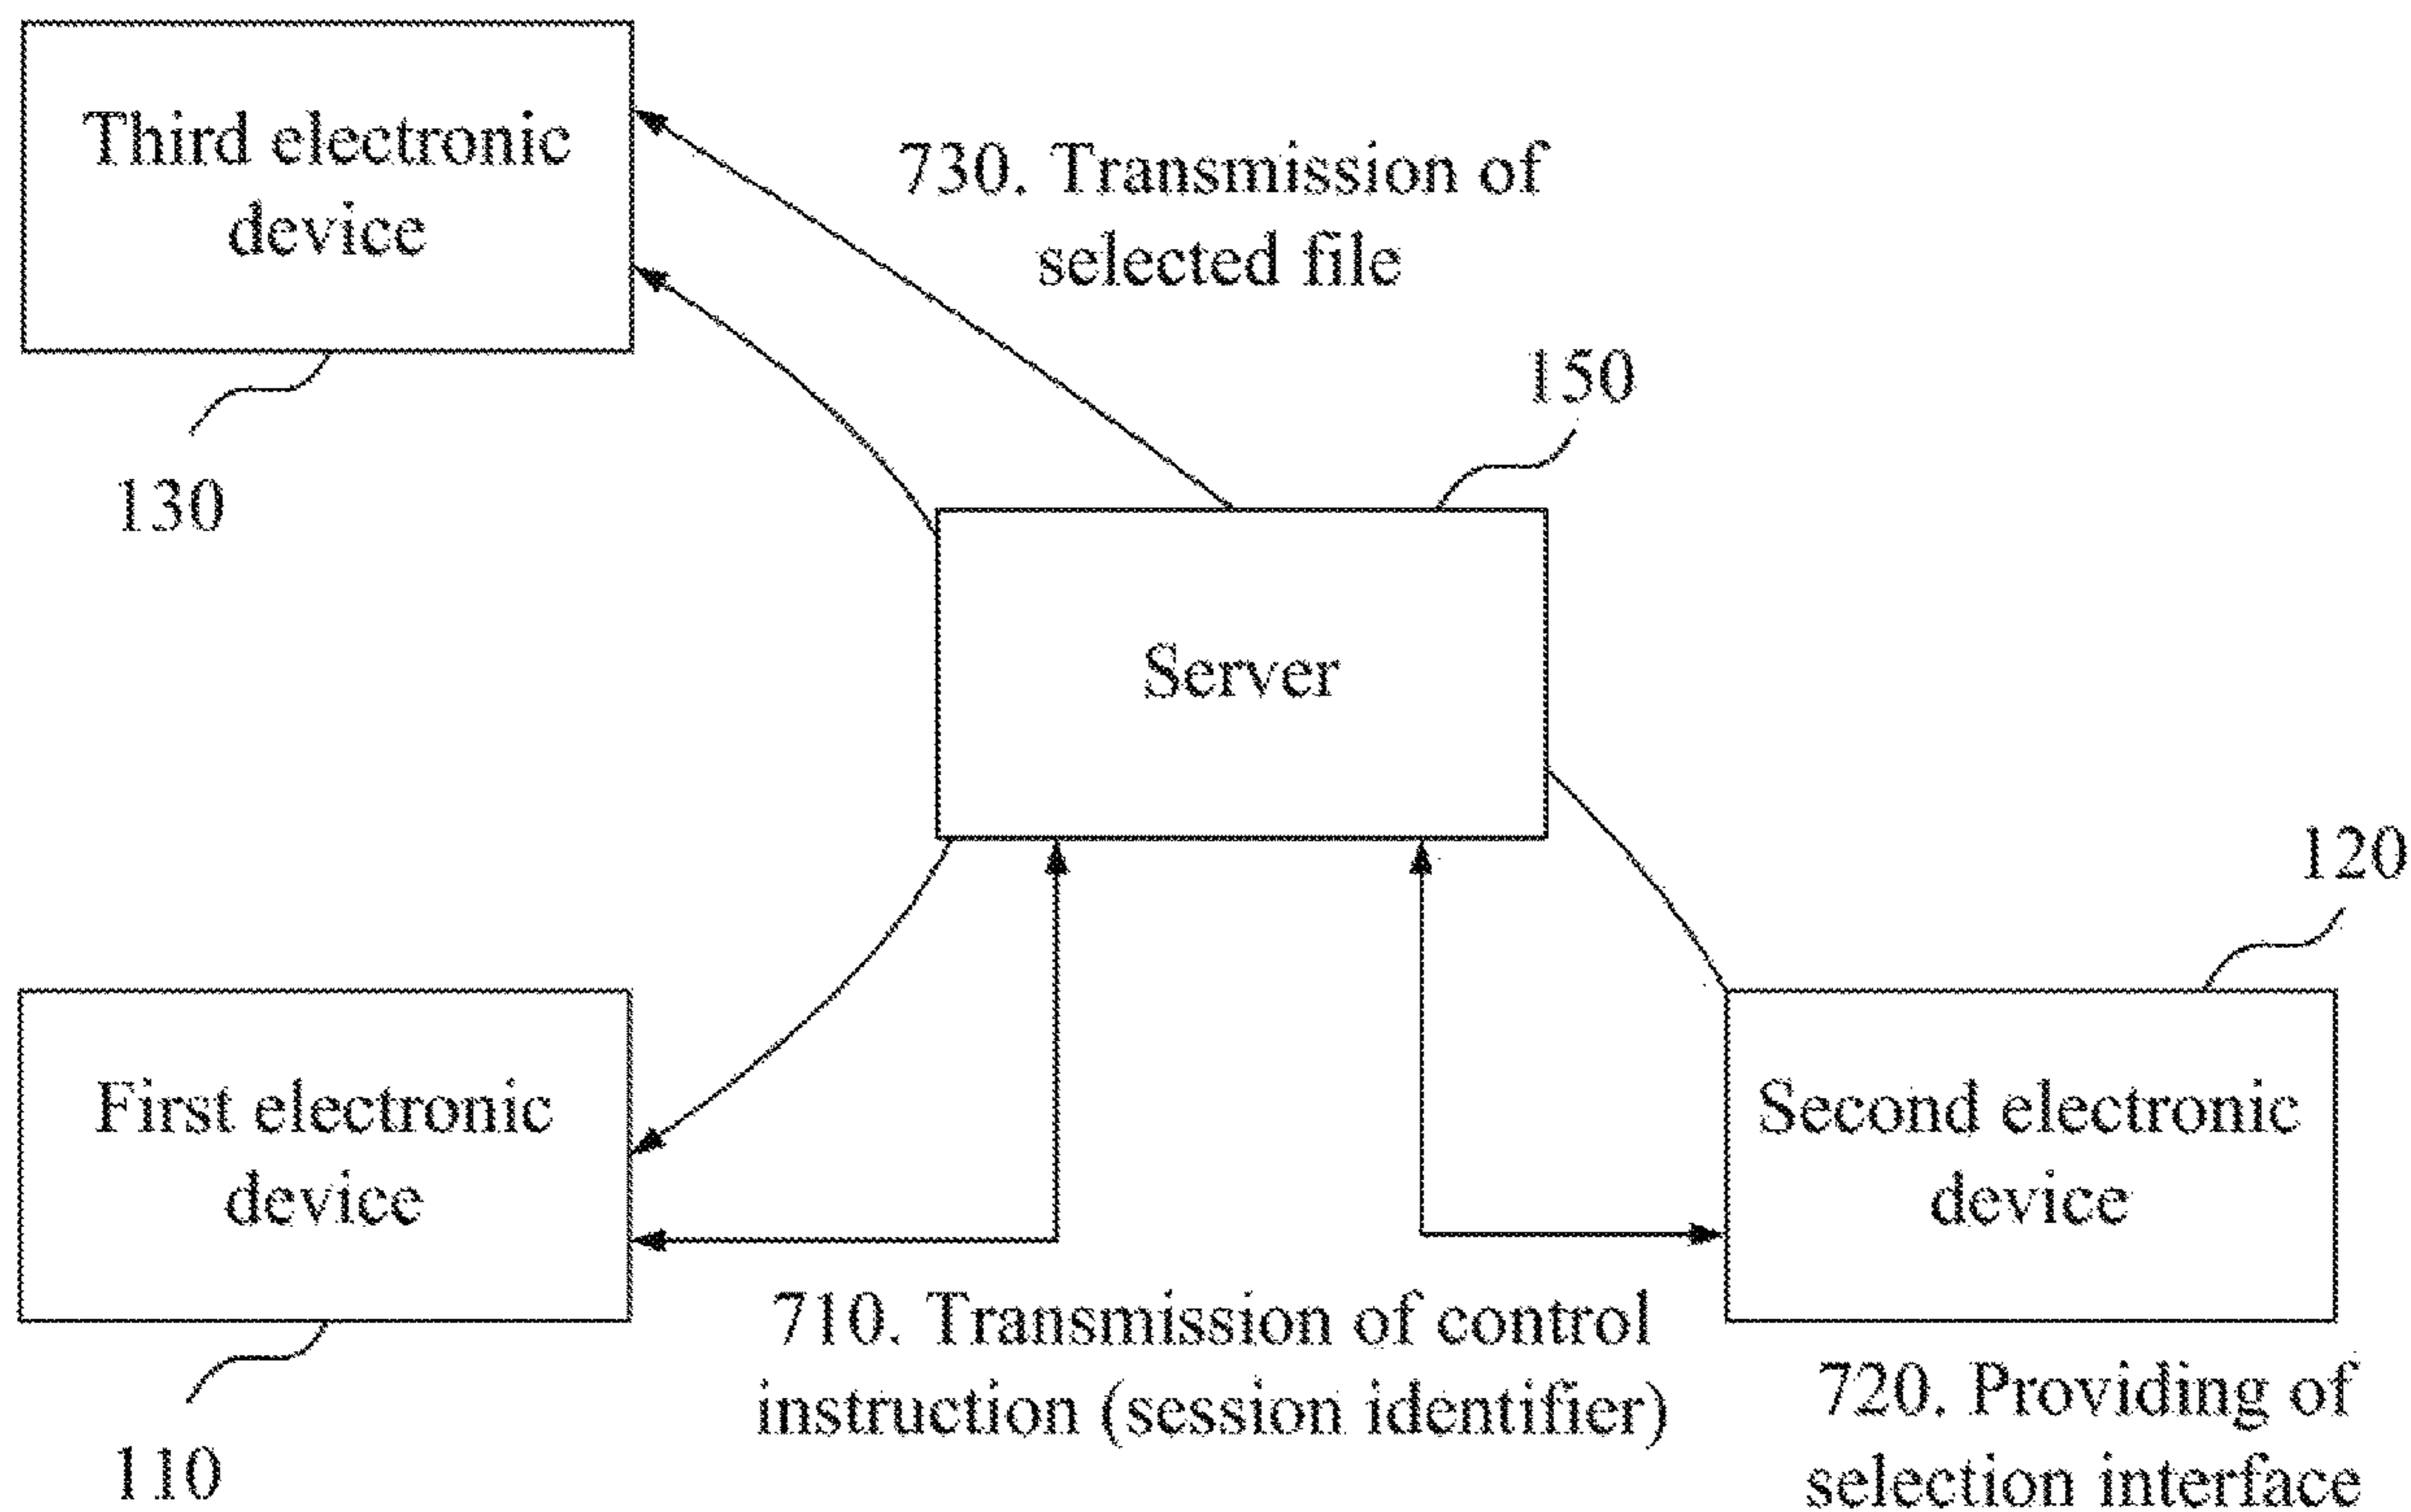 Third electronic
device
730. Transmission of
selected file
130
150
Server
120
First electronic
device
Second electronic
device
710. Transmission of control
instruction (session identifier)
720. Providing of
selection interface
110